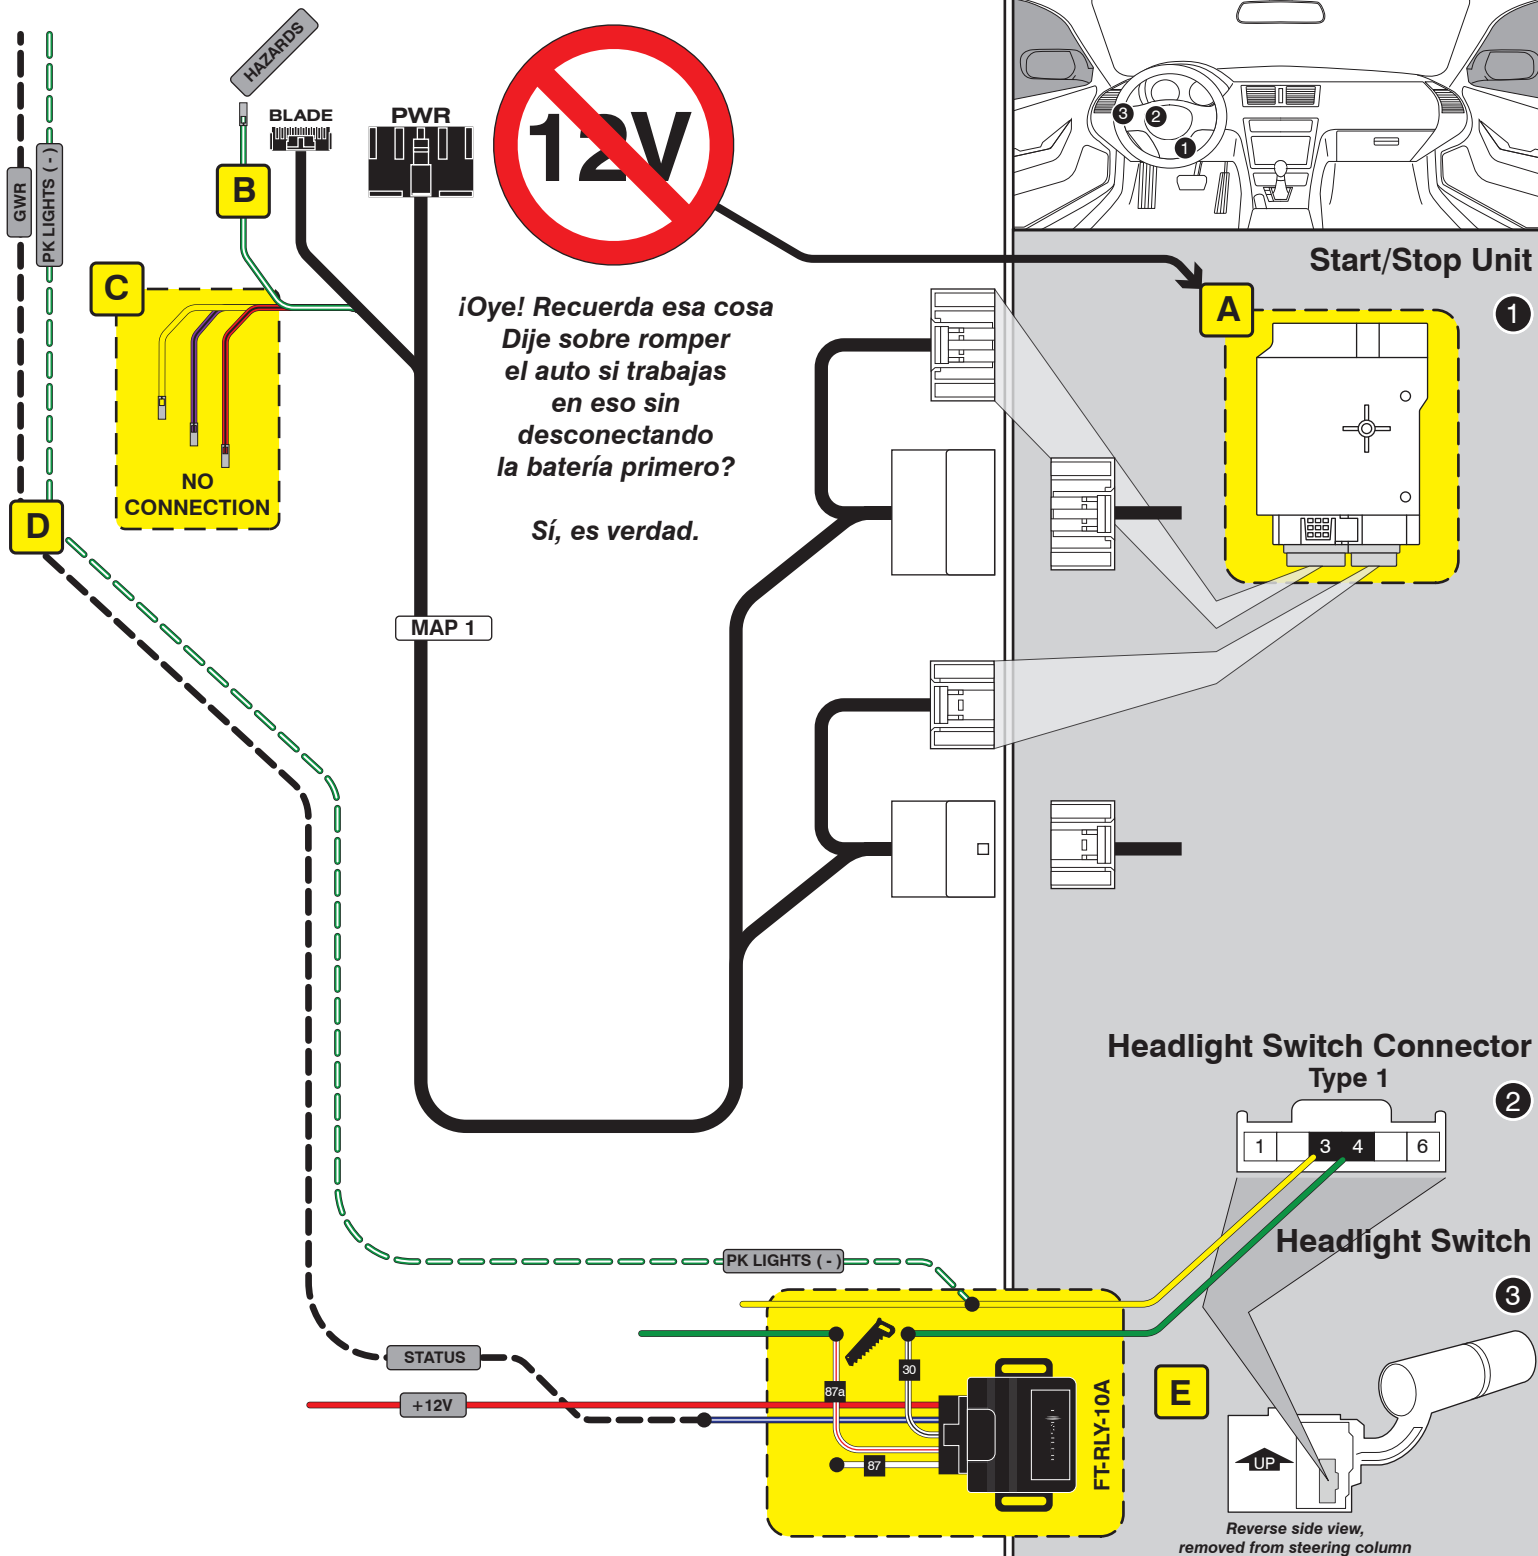 HAZARDS
BLADE
PWR
12V
GWR
PK LIGHTS ( - )
B
C
NO
CONNECTION
D
¡Oye! Recuerda esa cosa
Dije sobre romper
el auto si trabajas
en eso sin
desconectando
la batería primero?
Sí, es verdad.
MAP 1
3
2
1
Start/Stop Unit
1
A
Headlight Switch Connector
Type 1
2
1
3
4
6
Headlight Switch
3
PK LIGHTS ( - )
STATUS
+12V
30
87a
87
FT-RLY-10A
E
UP
Reverse side view,
removed from steering column